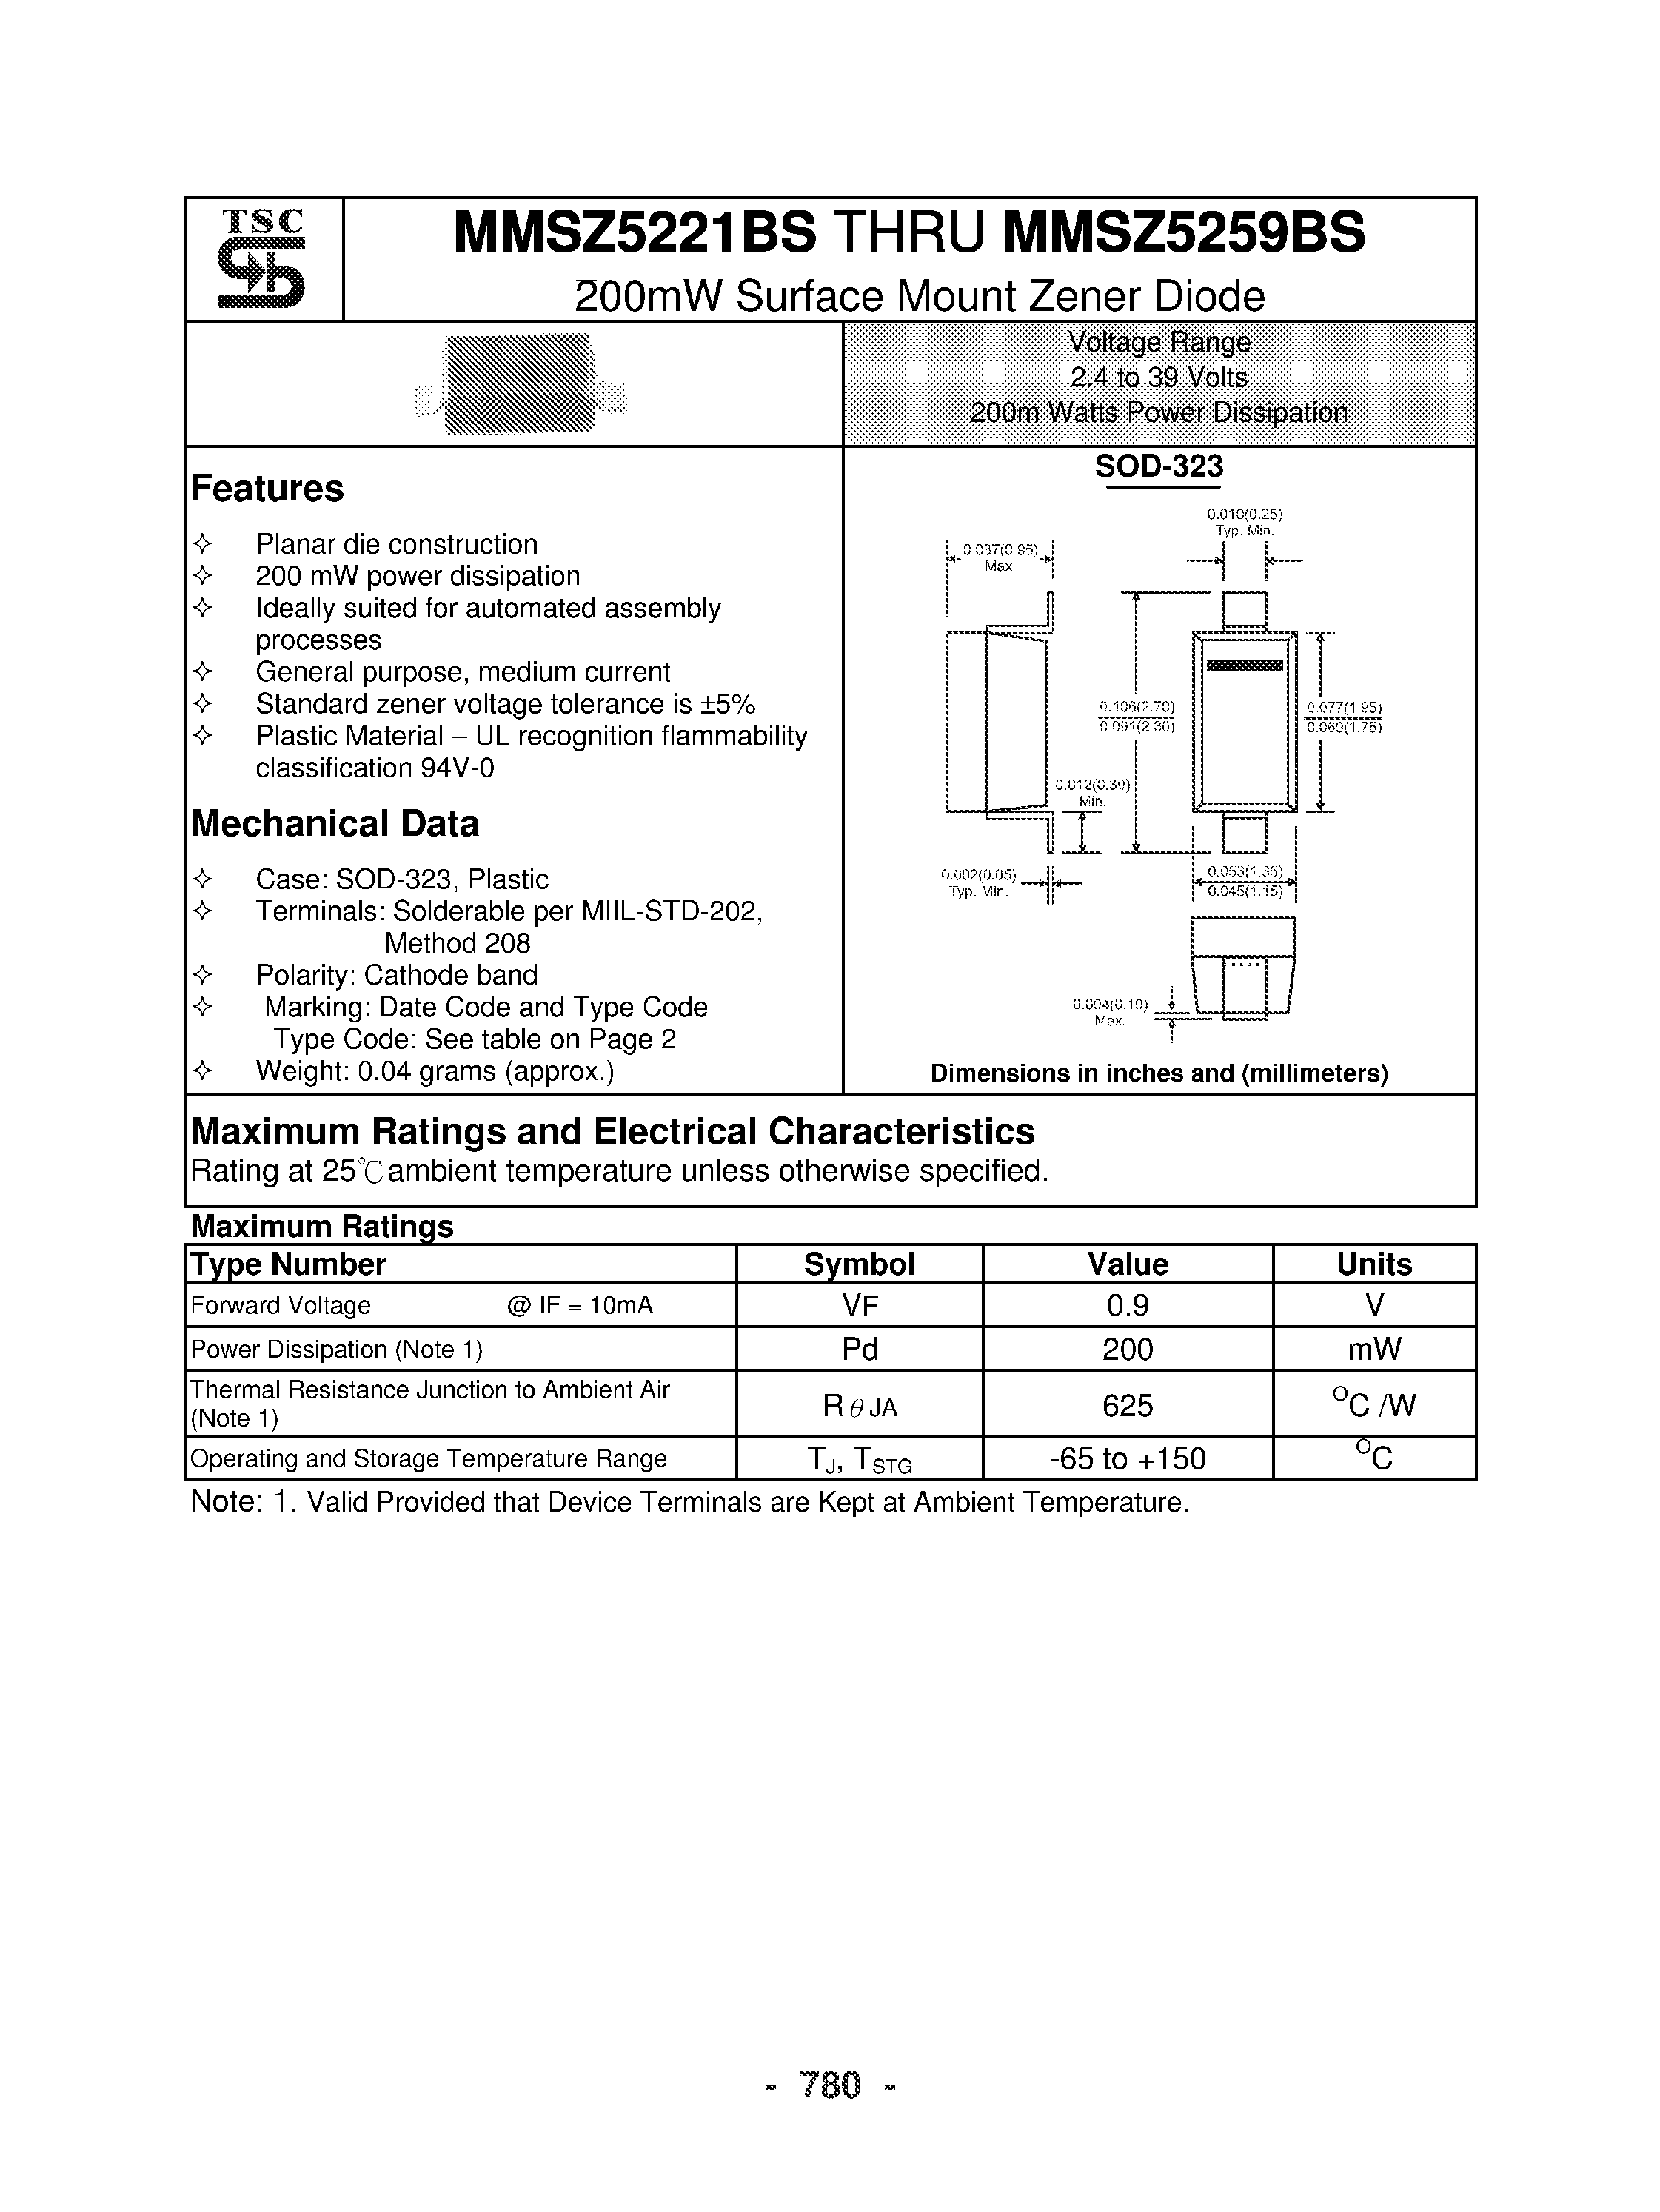 TSC
MMSZ5221BS THRU MMSZ5259BS
200mW Surface Mount Zener Diode
Voltage Range
2.4 to 39 Volts
200m Watts Power Dissipation
Features
✧ Planar die construction
✧ 200 mW power dissipation
✧ Ideally suited for automated assembly
processes
✧ General purpose, medium current
✧ Standard zener voltage tolerance is ±5%
✧ Plastic Material – UL recognition flammability
classification 94V-0
Mechanical Data
✧ Case: SOD-323, Plastic
✧ Terminals: Solderable per MIIL-STD-202,
Method 208
✧ Polarity: Cathode band
✧ Marking: Date Code and Type Code
Type Code: See table on Page 2
✧ Weight: 0.04 grams (approx.)
SOD-323
0.010(0.25)
Typ. Min.
0.037(0.95)
Max.
0.106(2.70)
0.091(2.30)
0.077(1.95)
0.069(1.75)
0.012(0.30)
Min.
0.002(0.05)
Typ. Min.
0.053(1.35)
0.045(1.15)
0.004(0.10)
Max.
Dimensions in inches and (millimeters)
Maximum Ratings and Electrical Characteristics
Rating at 25℃ ambient temperature unless otherwise specified.
Maximum Ratings
Type Number Symbol Value Units
Forward Voltage @ IF = 10mA VF 0.9 V
Power Dissipation (Note 1) Pd 200 mW
Thermal Resistance Junction to Ambient Air
(Note 1) RθJA 625 °C /W
Operating and Storage Temperature Range TJ, TSTG -65 to +150 °C
Note: 1. Valid Provided that Device Terminals are Kept at Ambient Temperature.
- 780 -